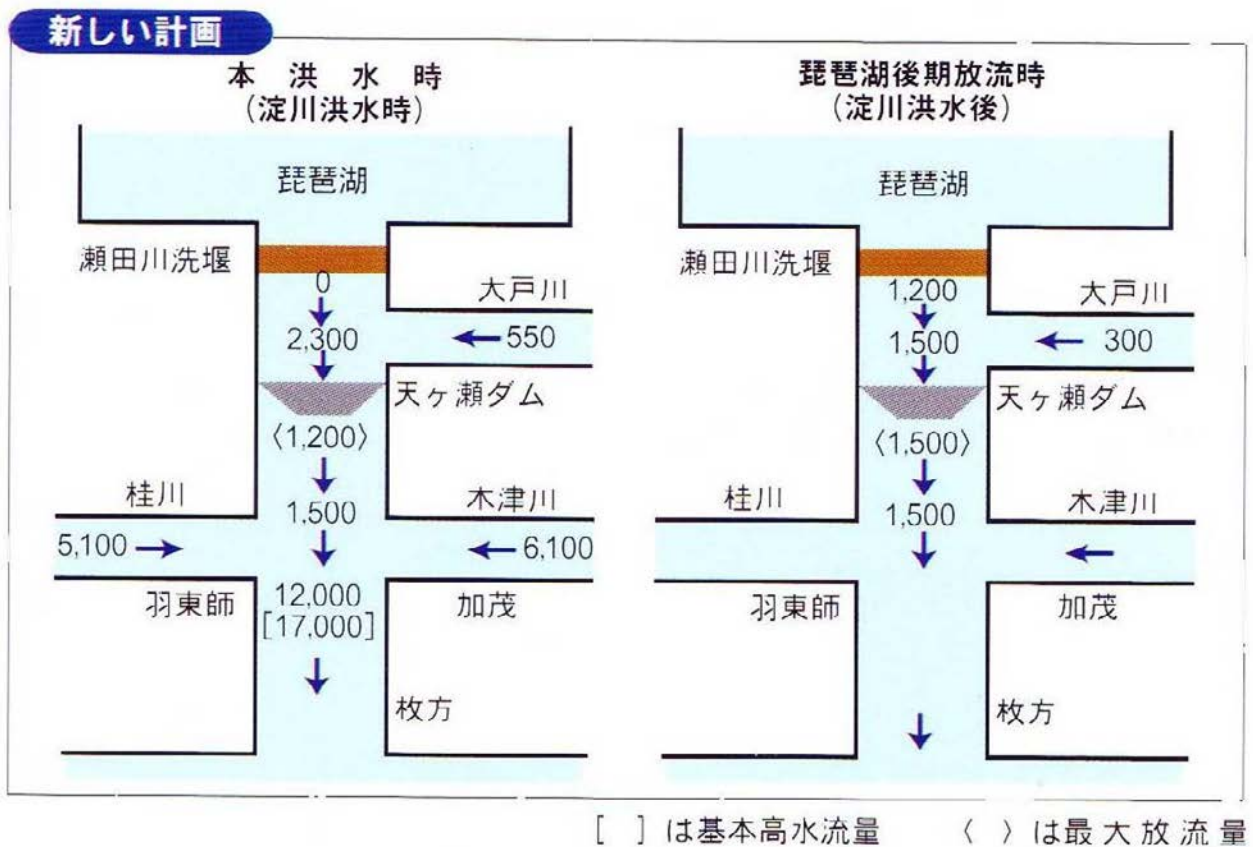 新しい計画
本洪水時
(淀川洪水時)
琵琶湖
瀬田川洗堰
0
大戸川
2,300
550
天ヶ瀬ダム
〈1,200〉
桂川
1,500
木津川
5,100
6,100
羽束師
12,000
[17,000]
加茂
枚方
琵琶湖後期放流時
(淀川洪水後)
琵琶湖
瀬田川洗堰
1,200
大戸川
1,500
300
天ヶ瀬ダム
〈1,500〉
桂川
1,500
木津川
羽束師
加茂
枚方
[ ]は基本高水流量 〈 〉は最大放流量